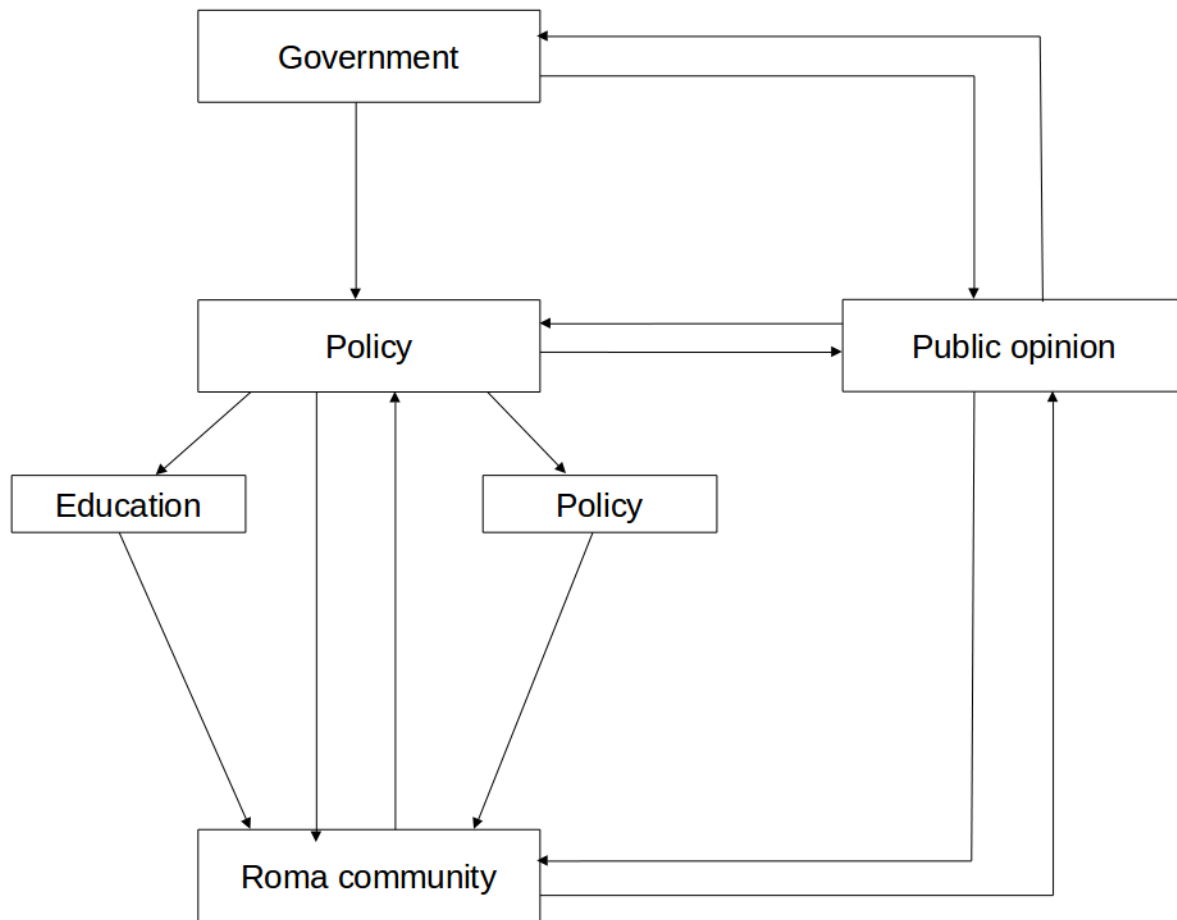 Government
Policy
Public opinion
Education
Policy
Roma community